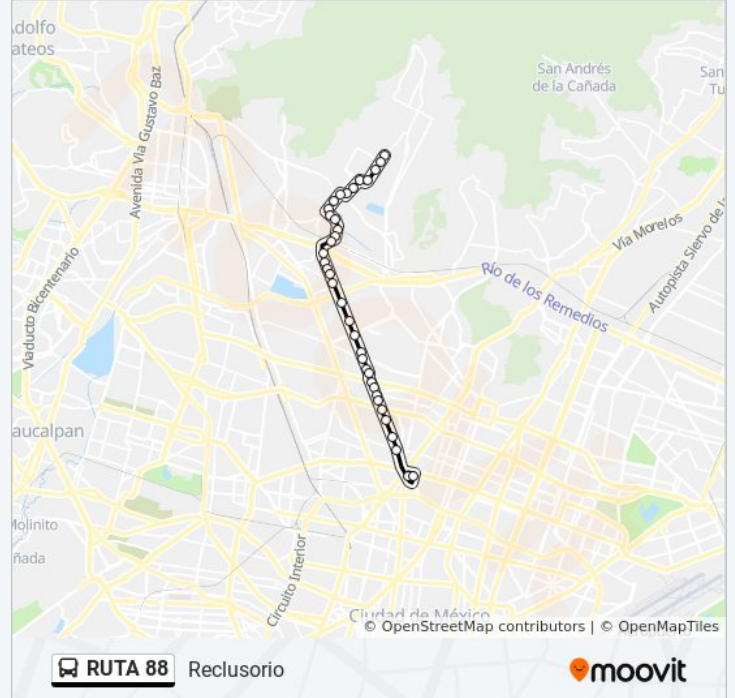 Adolfo
ateos
San Andrés
de la Cañada
San
Tu
Avenida Vía Gustavo Baz
Vía Morelos
Autopista Siervo de la
Río de los Remedios
Viaducto Bicentenario
aucalpan
Molinito
ñada
Circuito Interior
Ciudad de México
© OpenStreetMap contributors | © OpenMapTiles
RUTA 88
Reclusorio
moovit